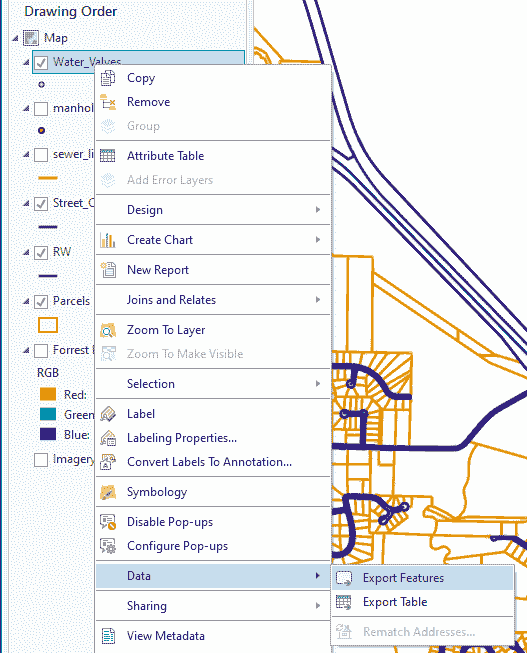 Drawing Order
Map
Water_Valves
Copy
Remove
Group
Attribute Table
Add Error Layers
Design
Create Chart
New Report
Joins and Relates
Zoom To Layer
Zoom To Make Visible
Selection
Label
Labeling Properties...
Convert Labels To Annotation...
Symbology
Disable Pop-ups
Configure Pop-ups
Data
Sharing
View Metadata
Export Features
Export Table
Rematch Addresses...
manhol
sewer_li
Street_C
RW
Parcels
Forrest
RGB
Red:
Green
Blue:
Imagery